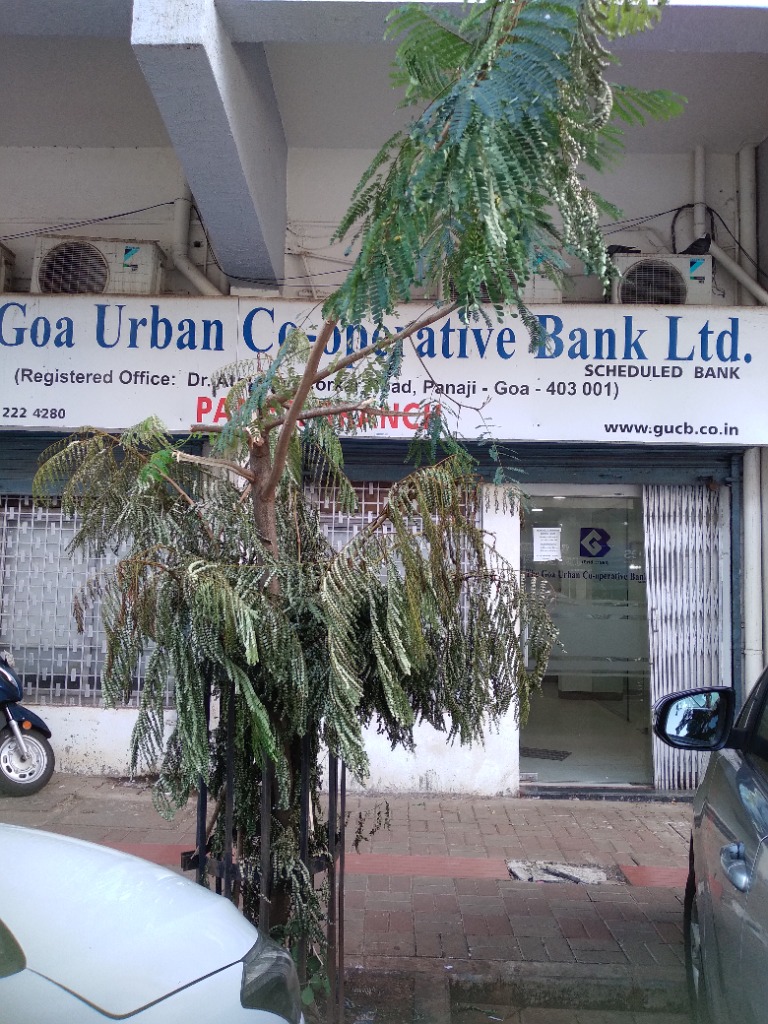 Goa Urban Co-operative Bank Ltd.
SCHEDULED BANK
(Registered Office: Dr. Road, Panaji - Goa - 403 001)
222 4280
BRANCH
www.gucb.co.in
Goa Urban Co-operative Bank